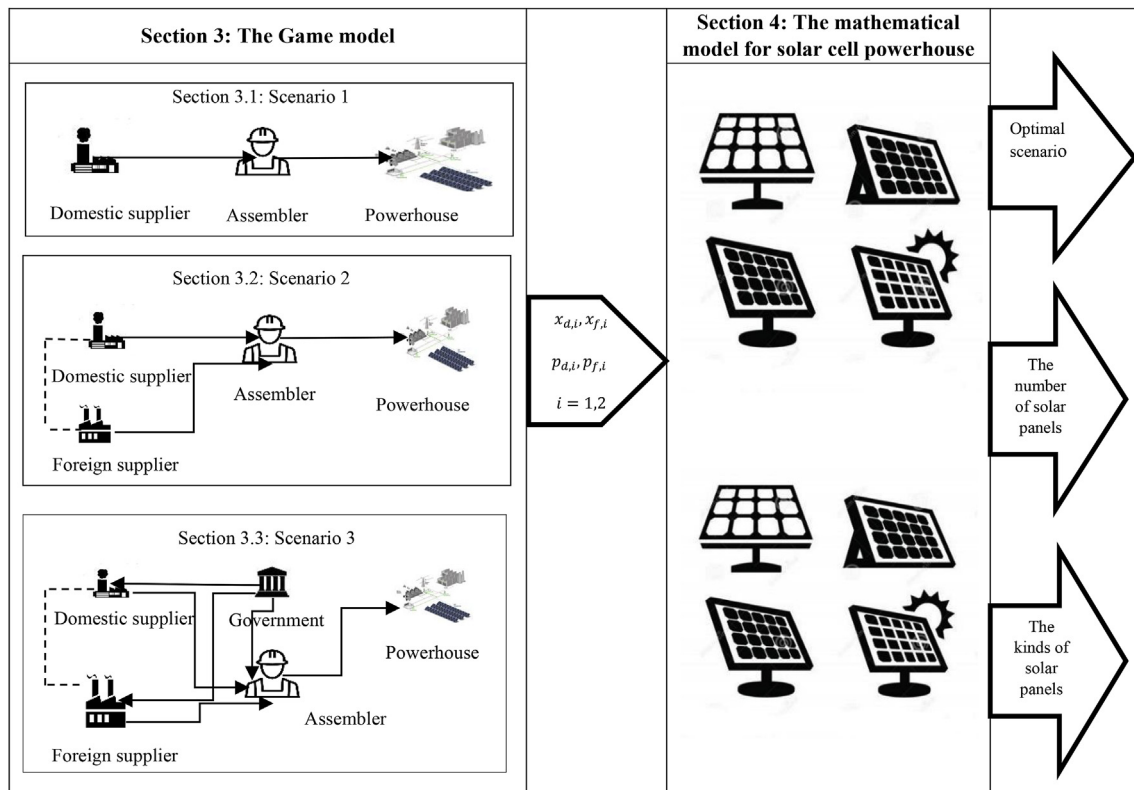 Section 3: The Game model
Section 3.1: Scenario 1
Domestic supplier
Assembler
Powerhouse
Section 3.2: Scenario 2
Domestic supplier
Assembler
Powerhouse
Foreign supplier
Section 3.3: Scenario 3
Domestic supplier
Government
Powerhouse
Assembler
Foreign supplier
x_{d,i}, x_{f,i}
p_{d,i}, p_{f,i}
i = 1,2
Section 4: The mathematical
model for solar cell powerhouse
Optimal
scenario
The
number
of solar
panels
The
kinds of
solar
panels